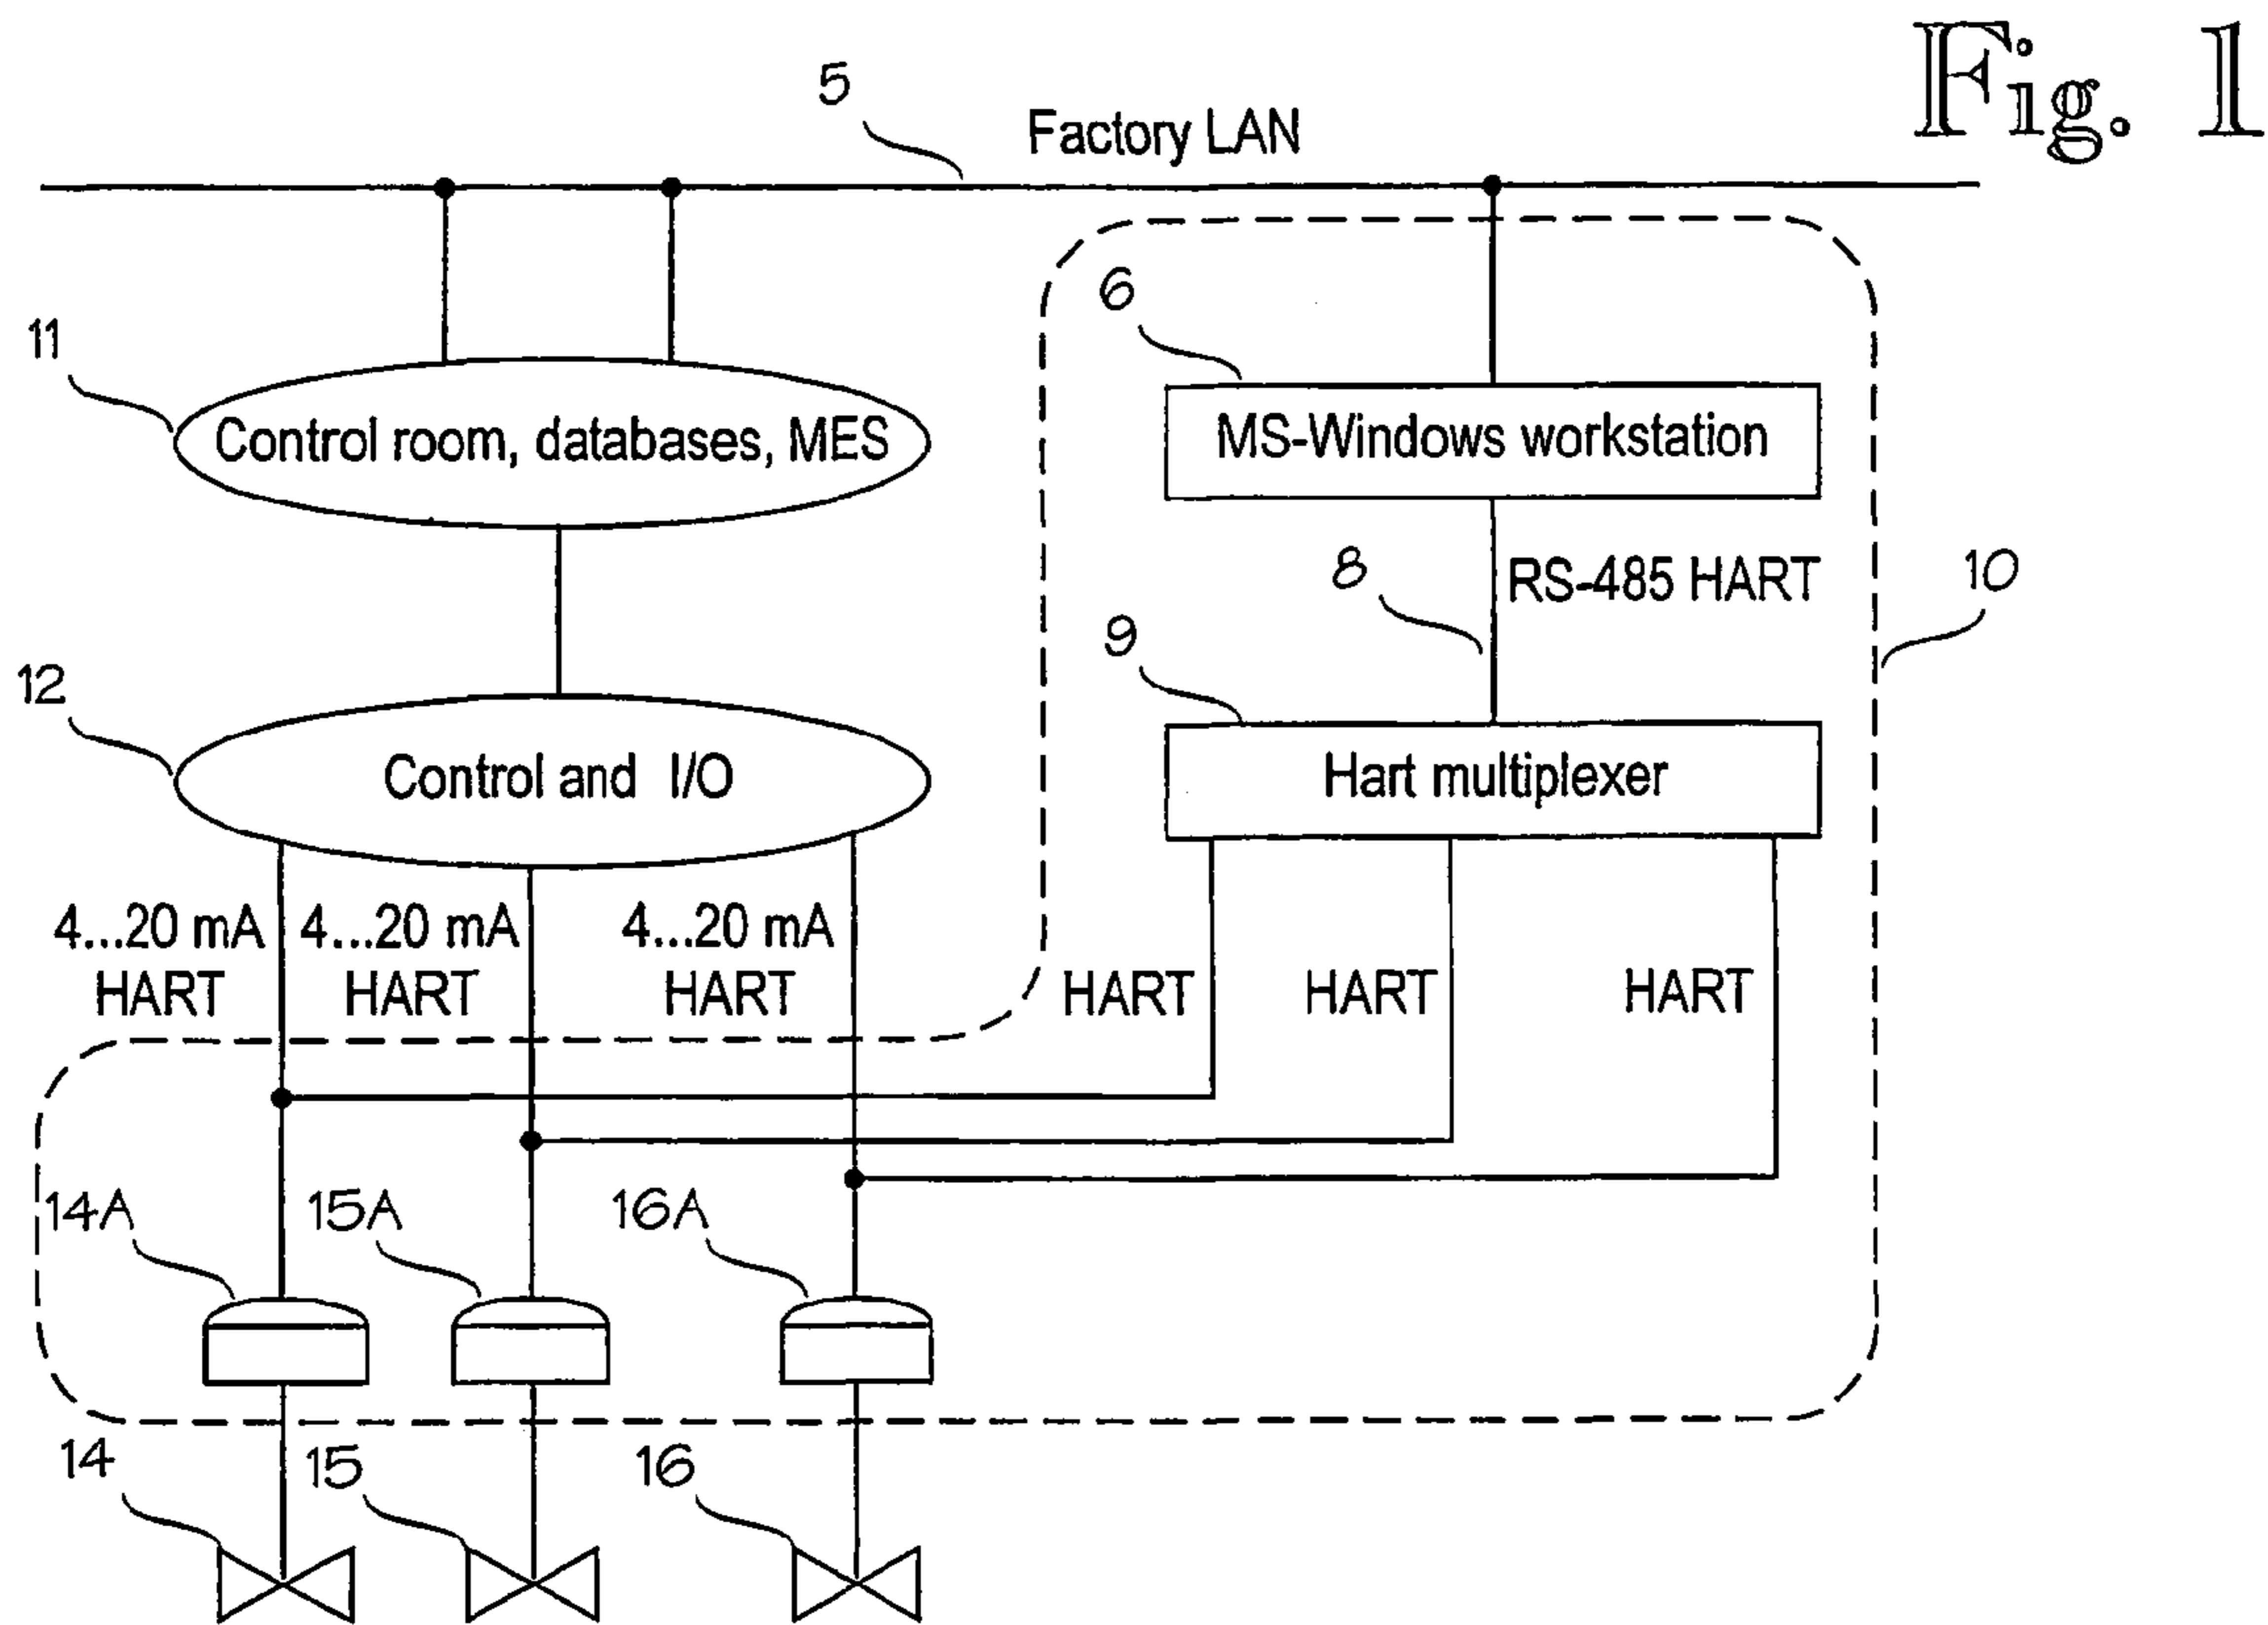 Fig. 1
5
Factory LAN
6
11
Control room, databases, MES
MS-Windows workstation
8
RS-485 HART
10
9
12
Control and I/O
Hart multiplexer
4...20 mA
HART
4...20 mA
HART
4...20 mA
HART
HART
HART
HART
14A
15A
16A
14
15
16